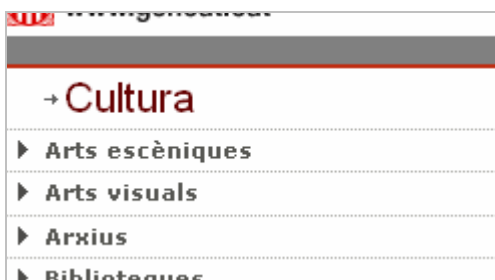 →Cultura
Arts escèniques
Arts visuals
Arxius
Biblioteques